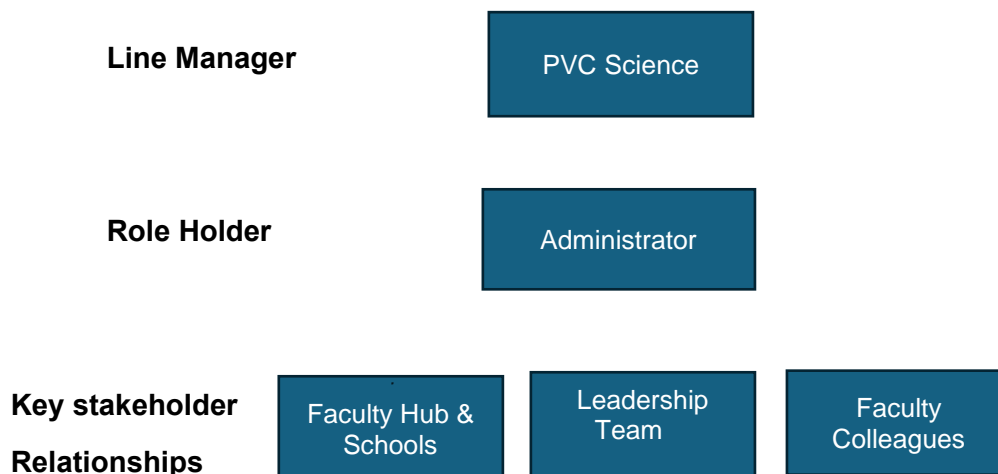 Line Manager
PVC Science
Role Holder
Administrator
Key stakeholder
Relationships
Faculty Hub &
Schools
Leadership
Team
Faculty
Colleagues